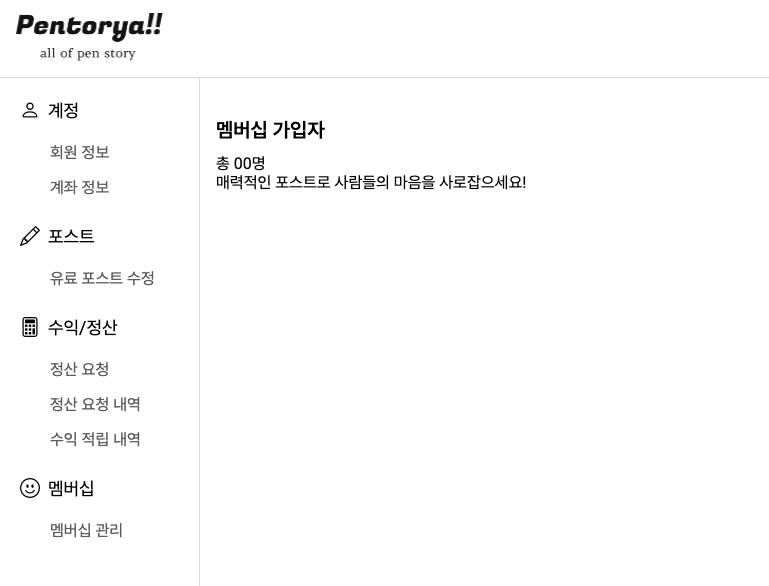 Pentorya!!
all of pen story
계정
회원 정보
계좌 정보
포스트
유료 포스트 수정
수익/정산
정산 요청
정산 요청 내역
수익 적립 내역
멤버십
멤버십 관리
멤버십 가입자
총 00명
매력적인 포스트로 사람들의 마음을 사로잡으세요!